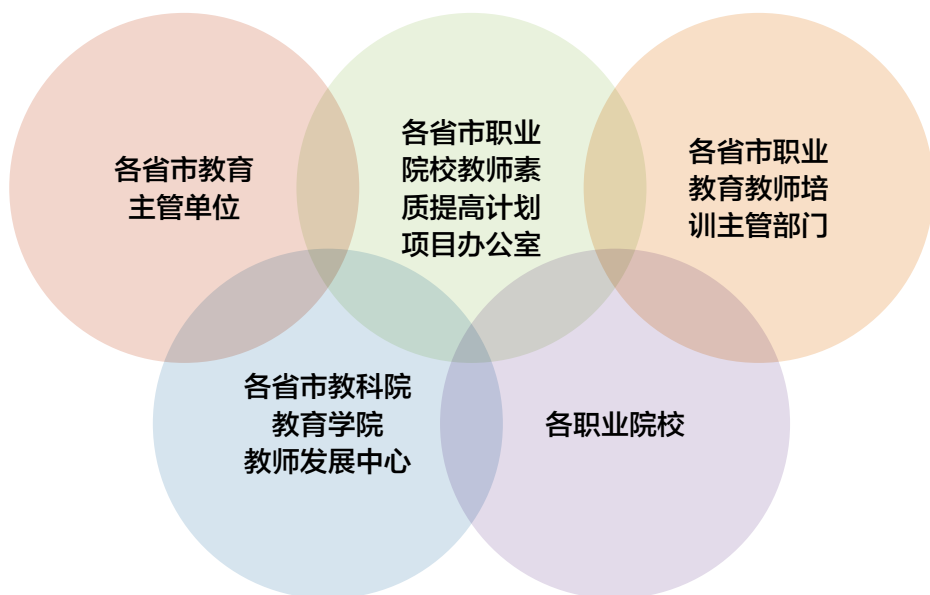 各省市教育
主管单位
各省市职业
院校教师素
质提高计划
项目办公室
各省市职业
教育教师培
训主管部门
各省市教科院
教育学院
教师发展中心
各职业院校